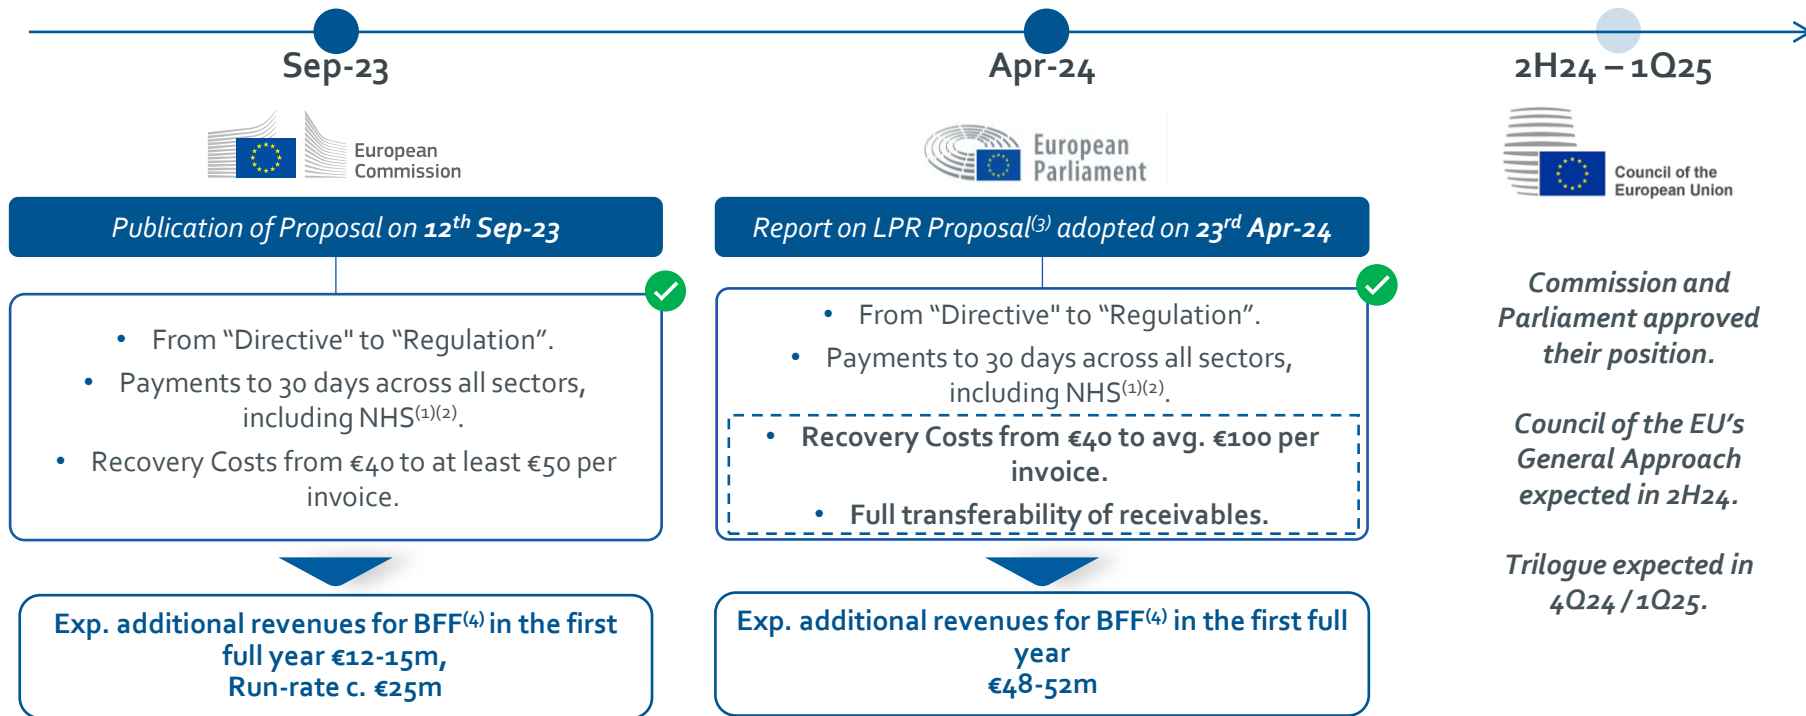 Sep-23
Apr-24
2H24 – 1Q25
European
Commission
European
Parliament
Council of the
European Union
Publication of Proposal on 12th Sep-23
• From “Directive" to “Regulation”.
• Payments to 30 days across all sectors,
including NHS(1)(2).
• Recovery Costs from €40 to at least €50 per
invoice.
Exp. additional revenues for BFF(4) in the first
full year €12-15m,
Run-rate c. €25m
Report on LPR Proposal(3) adopted on 23rd Apr-24
• From “Directive" to “Regulation”.
• Payments to 30 days across all sectors,
including NHS(1)(2).
• Recovery Costs from €40 to avg. €100 per
invoice.
• Full transferability of receivables.
Exp. additional revenues for BFF(4) in the first full
year
€48-52m
Commission and
Parliament approved
their position.
Council of the EU’s
General Approach
expected in 2H24.
Trilogue expected in
4Q24 / 1Q25.